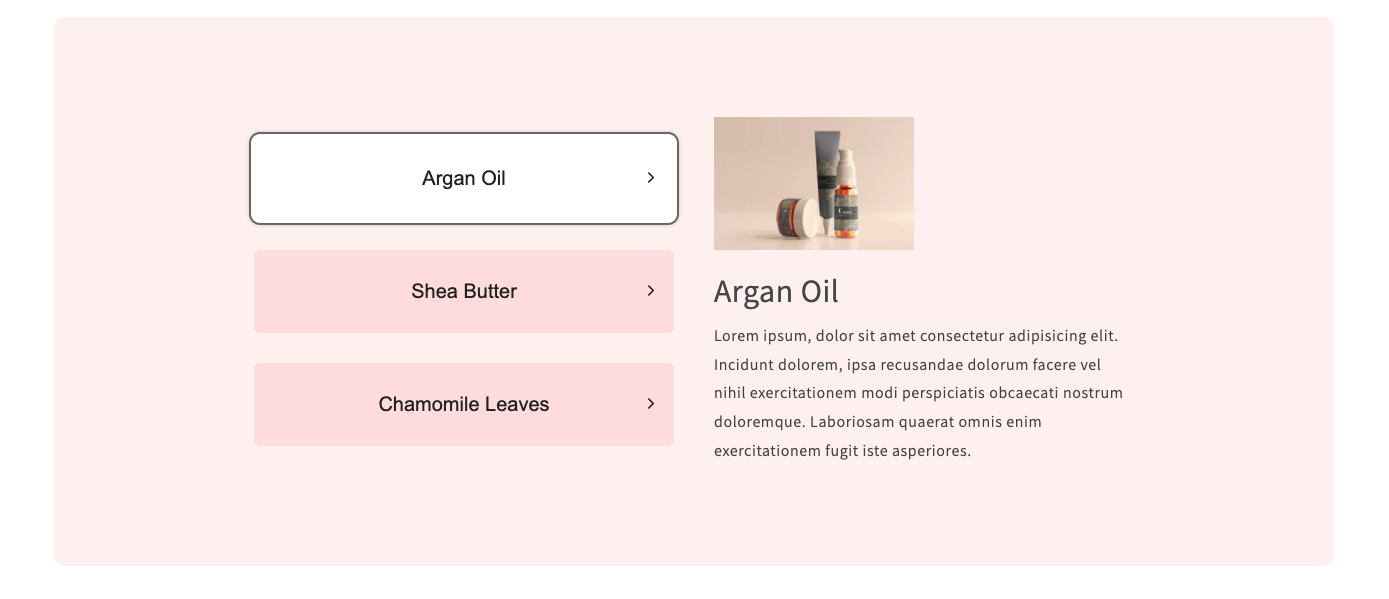 Argan Oil
Shea Butter
Chamomile Leaves
Argan Oil
Lorem ipsum, dolor sit amet consectetur adipisicing elit.
Incidunt dolorem, ipsa recusandae dolorum facere vel
nihil exercitationem modi perspiciatis obcaecati nostrum
doloremque. Laboriosam quaerat omnis enim
exercitationem fugit iste asperiores.